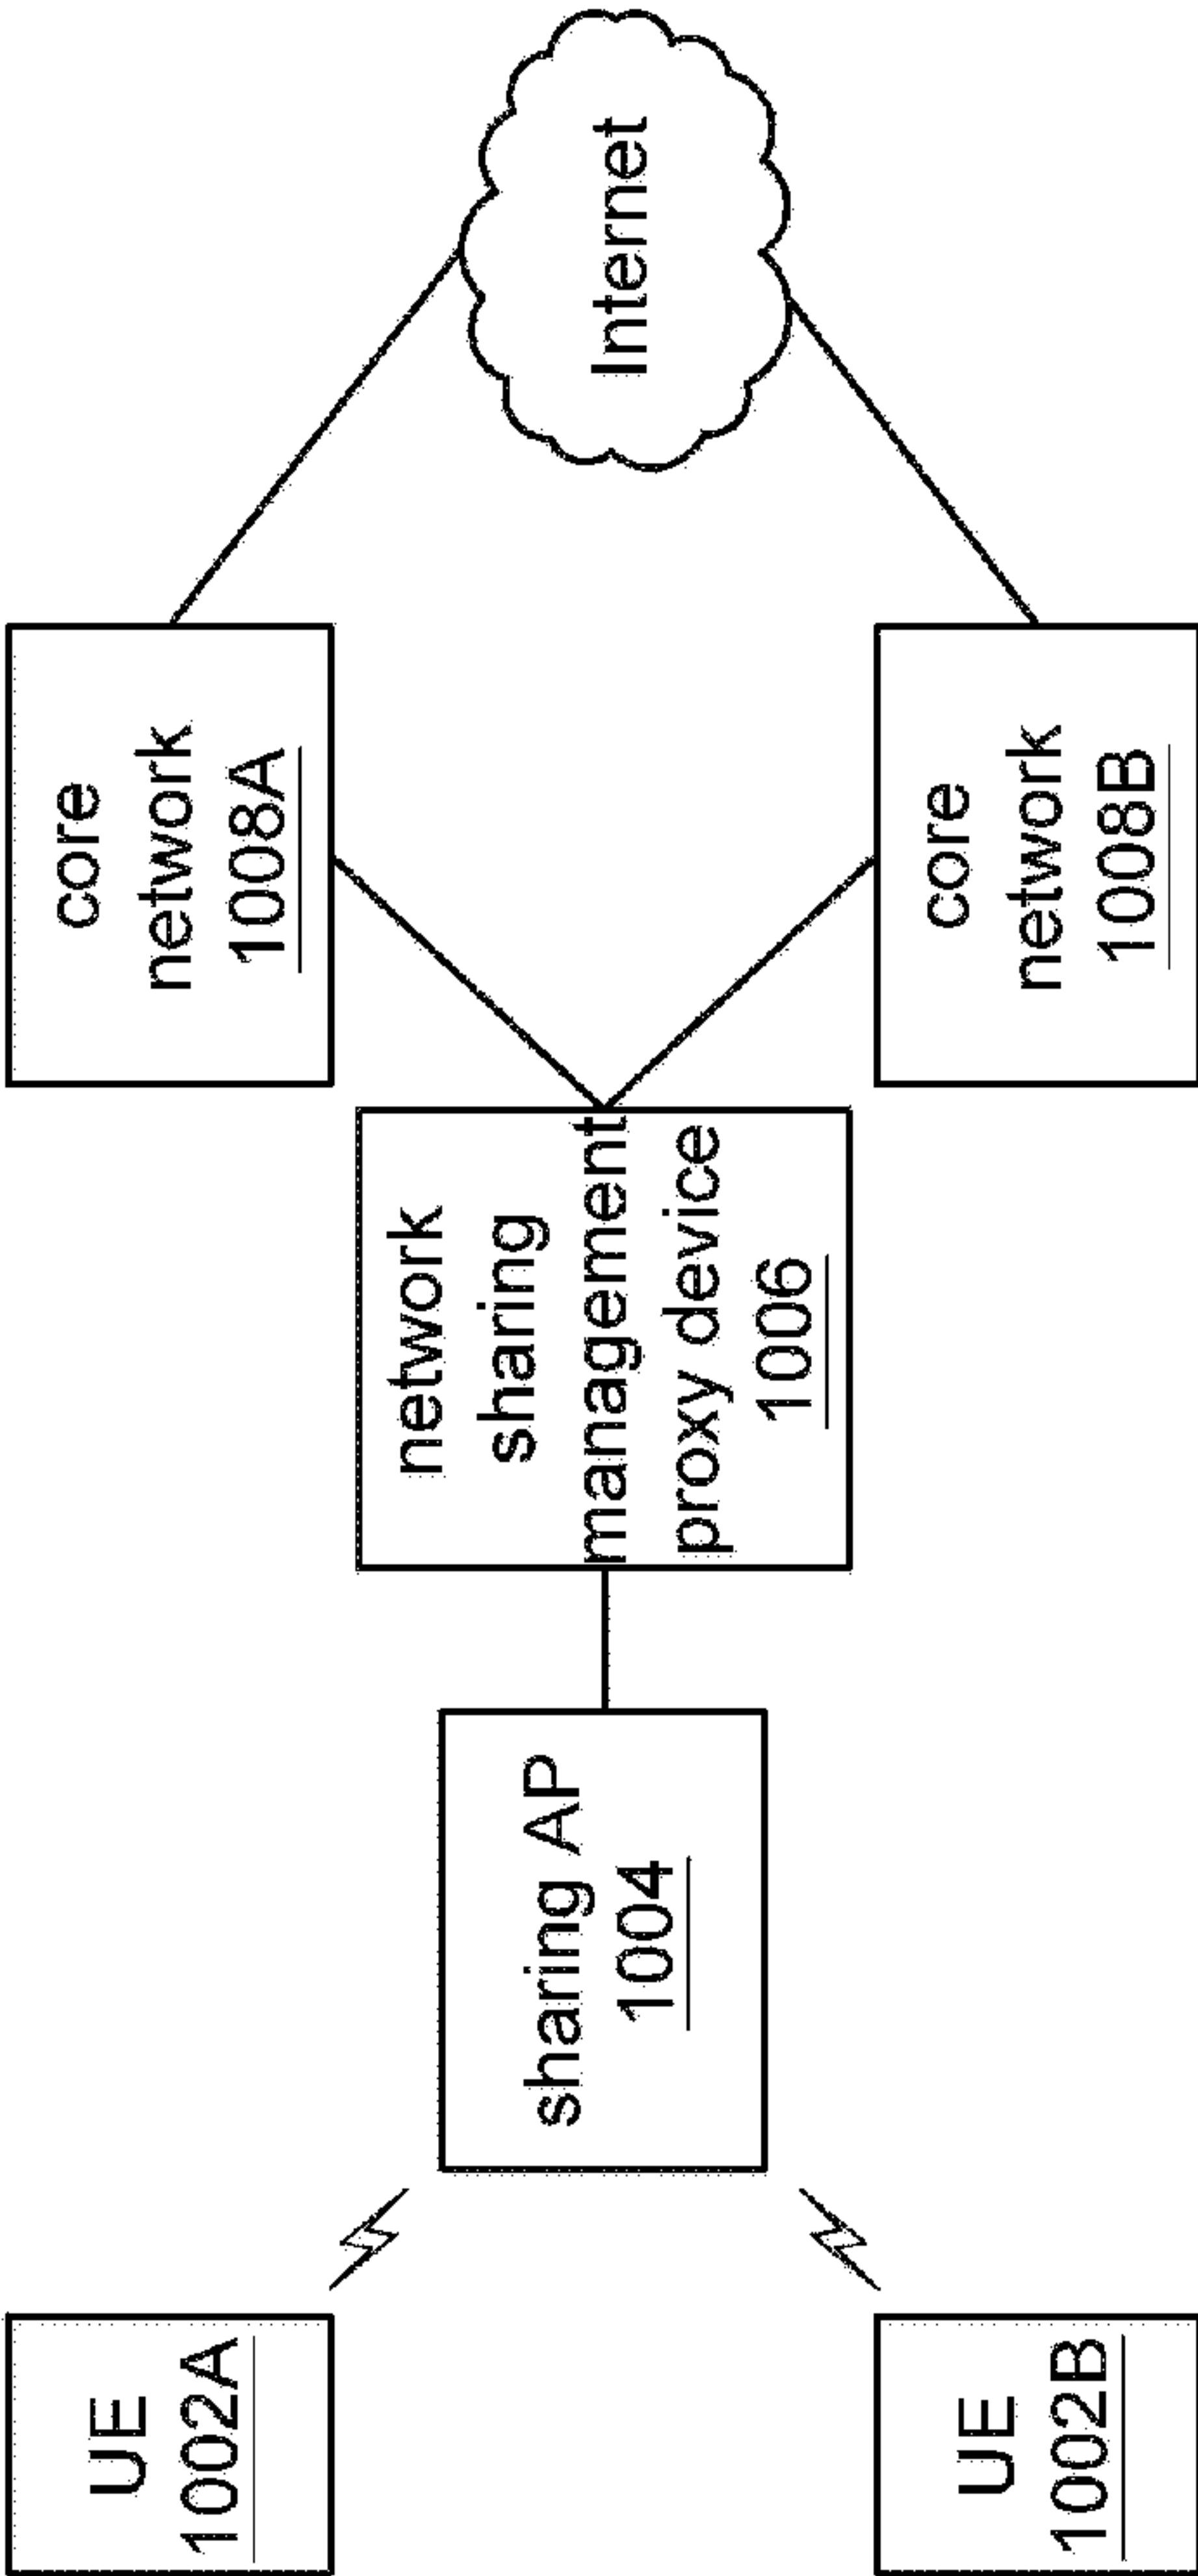 UE
1002A
UE
1002B
sharing AP
1004
network
sharing
management
proxy device
1006
core
network
1008A
core
network
1008B
Internet